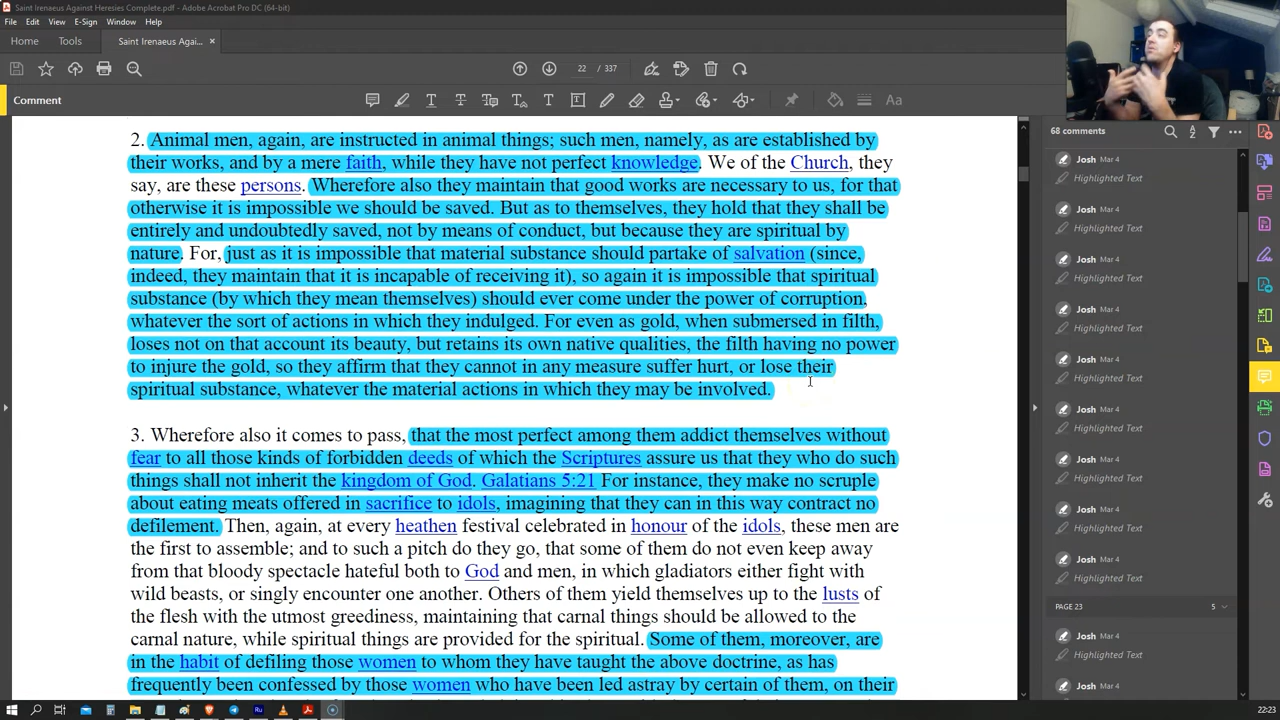 Saint Irenaeus Against Heresies Complete.pdf - Adobe Acrobat Pro DC (64-bit)
File Edit View E-Sign Window Help
Home Tools Saint Irenaeus Agai... ×
22 / 337
Comment
2. Animal men, again, are instructed in animal things; such men, namely, as are established by
their works, and by a mere faith, while they have not perfect knowledge. We of the Church, they
say, are these persons. Wherefore also they maintain that good works are necessary to us, for that
otherwise it is impossible we should be saved. But as to themselves, they hold that they shall be
entirely and undoubtedly saved, not by means of conduct, but because they are spiritual by
nature. For, just as it is impossible that material substance should partake of salvation (since,
indeed, they maintain that it is incapable of receiving it), so again it is impossible that spiritual
substance (by which they mean themselves) should ever come under the power of corruption,
whatever the sort of actions in which they indulged. For even as gold, when submersed in filth,
loses not on that account its beauty, but retains its own native qualities, the filth having no power
to injure the gold, so they affirm that they cannot in any measure suffer hurt, or lose their
spiritual substance, whatever the material actions in which they may be involved.
3. Wherefore also it comes to pass, that the most perfect among them addict themselves without
fear to all those kinds of forbidden deeds of which the Scriptures assure us that they who do such
things shall not inherit the kingdom of God. Galatians 5:21 For instance, they make no scruple
about eating meats offered in sacrifice to idols, imagining that they can in this way contract no
defilement. Then, again, at every heathen festival celebrated in honour of the idols, these men are
the first to assemble; and to such a pitch do they go, that some of them do not even keep away
from that bloody spectacle hateful both to God and men, in which gladiators either fight with
wild beasts, or singly encounter one another. Others of them yield themselves up to the lusts of
the flesh with the utmost greediness, maintaining that carnal things should be allowed to the
carnal nature, while spiritual things are provided for the spiritual. Some of them, moreover, are
in the habit of defiling those women to whom they have taught the above doctrine, as has
frequently been confessed by those women who have been led astray by certain of them, on their
68 comments
Josh Mar 4
Highlighted Text
Josh Mar 4
Highlighted Text
Josh Mar 4
Highlighted Text
Josh Mar 4
Highlighted Text
Josh Mar 4
Highlighted Text
Josh Mar 4
Highlighted Text
Josh Mar 4
Highlighted Text
Josh Mar 4
Highlighted Text
Josh Mar 4
Highlighted Text
PAGE 23 5
Josh Mar 4
Highlighted Text
Josh Mar 4
22:23